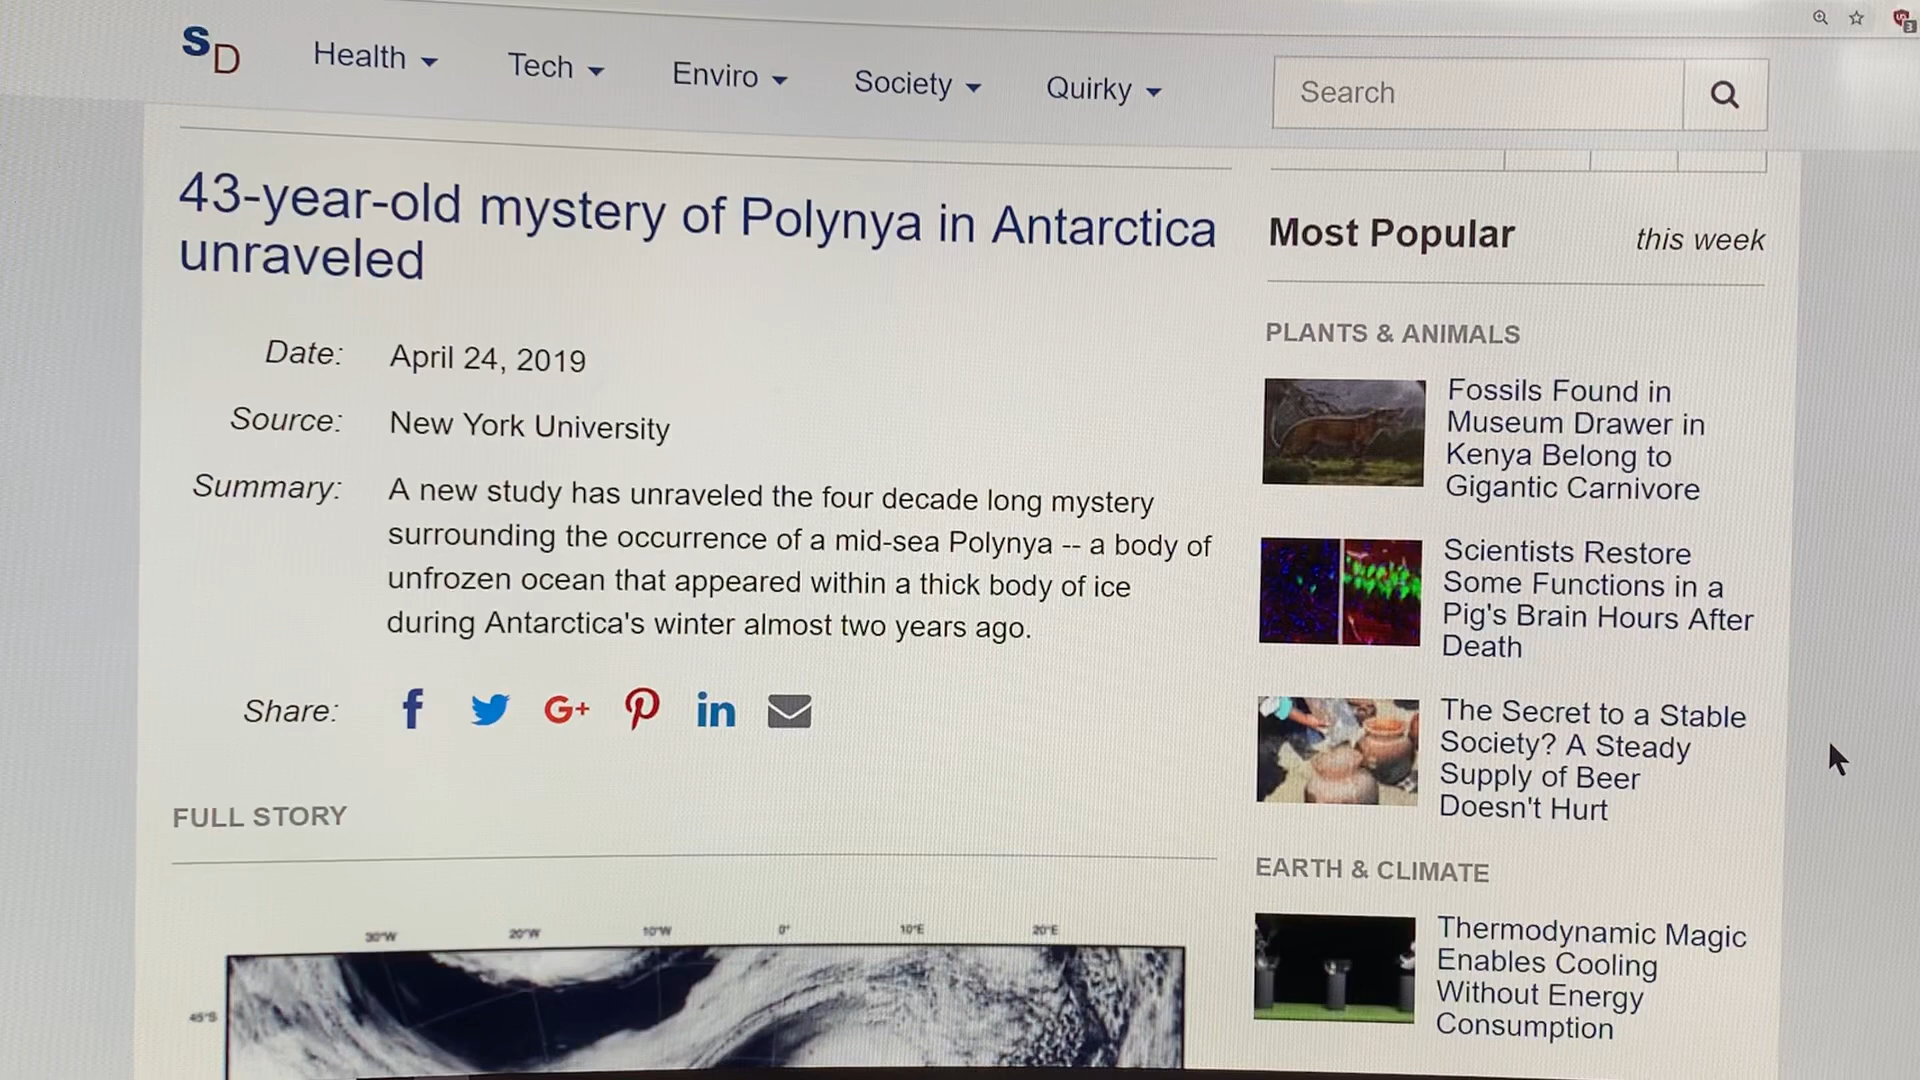 SD
Health
Tech
Enviro
Society
Quirky
Search
43-year-old mystery of Polynya in Antarctica
unraveled
Date: April 24, 2019
Source: New York University
Summary: A new study has unraveled the four decade long mystery
surrounding the occurrence of a mid-sea Polynya -- a body of
unfrozen ocean that appeared within a thick body of ice
during Antarctica's winter almost two years ago.
Share: f G+ in
FULL STORY
30°W 20°W 10°W 0° 10°E 20°E
45°S
Most Popular this week
PLANTS & ANIMALS
Fossils Found in
Museum Drawer in
Kenya Belong to
Gigantic Carnivore
Scientists Restore
Some Functions in a
Pig's Brain Hours After
Death
The Secret to a Stable
Society? A Steady
Supply of Beer
Doesn't Hurt
EARTH & CLIMATE
Thermodynamic Magic
Enables Cooling
Without Energy
Consumption
3